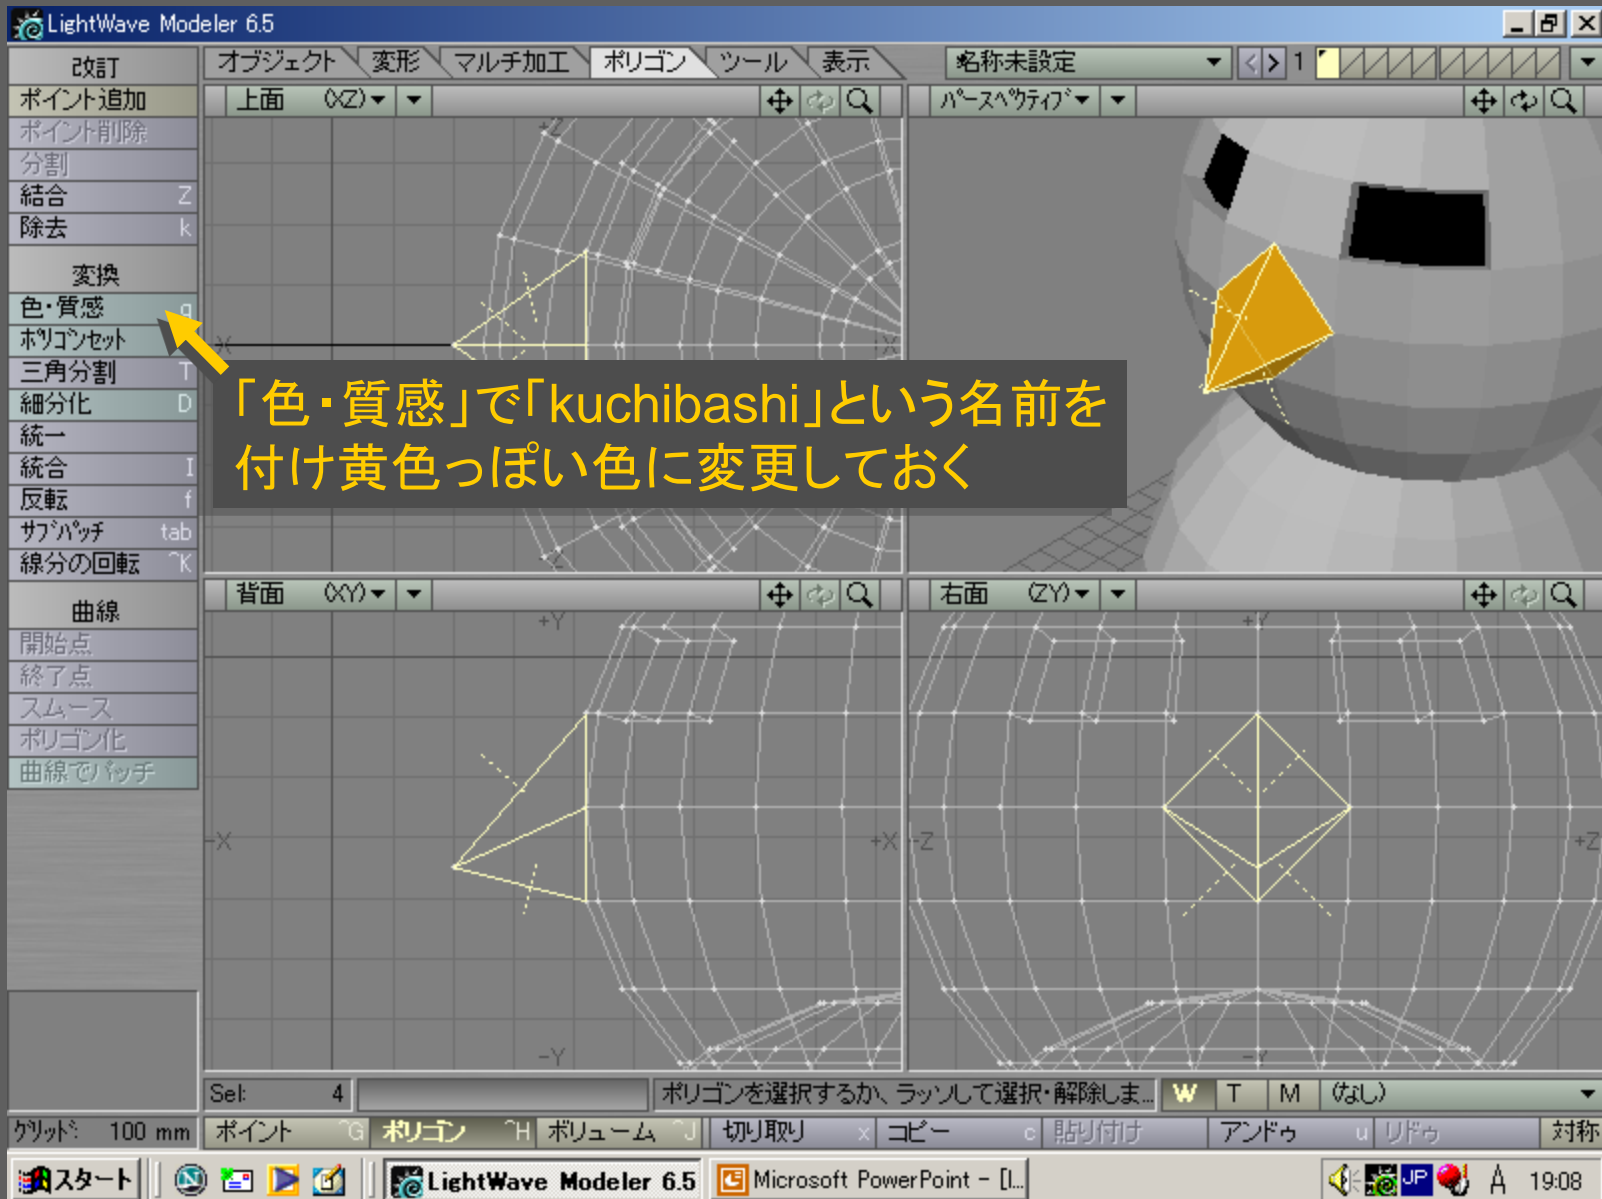 LightWave Modeler 6.5
改訂
オブジェクト 変形 マルチ加工 ポリゴン ツール 表示
名称未設定 1
ポイント追加
ポイント削除
分割
結合 Z
除去 k
変換
色・質感 q
ポリゴンセット
三角分割 T
細分化 D
統一
統合 I
反転 f
サブパッチ tab
線分の回転 ^K
曲線
開始点
終了点
スムース
ポリゴン化
曲線でパッチ
上面 (XZ)
+Z
-X +X
-Z
パースペクティブ
「色・質感」で「kuchibashi」という名前を
付け黄色っぽい色に変更しておく
背面 (XY)
+Y
-X +X
-Y
右面 (ZY)
+Y
-Z +Z
-Y
Sel: 4
ポリゴンを選択するか、ラッソして選択・解除しま...
W T M (なし)
グリッド: 100 mm
ポイント ^G ポリゴン ^H ボリューム ^J 切り取り x コピー c 貼り付け アンドゥ u リドゥ 対称
スタート LightWave Modeler 6.5 Microsoft PowerPoint - [l... JP A 19:08